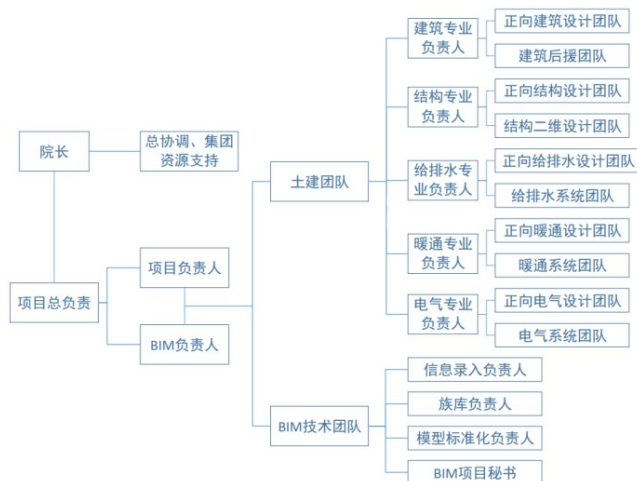 院长
总协调、集团
资源支持
项目总负责
项目负责人
BIM负责人
土建团队
BIM技术团队
建筑专业
负责人
正向建筑设计团队
建筑后援团队
结构专业
负责人
正向结构设计团队
结构二维设计团队
给排水专
业负责人
正向给排水设计团队
给排水系统团队
暖通专业
负责人
正向暖通设计团队
暖通系统团队
电气专业
负责人
正向电气设计团队
电气系统团队
信息录入负责人
族库负责人
模型标准化负责人
BIM项目秘书